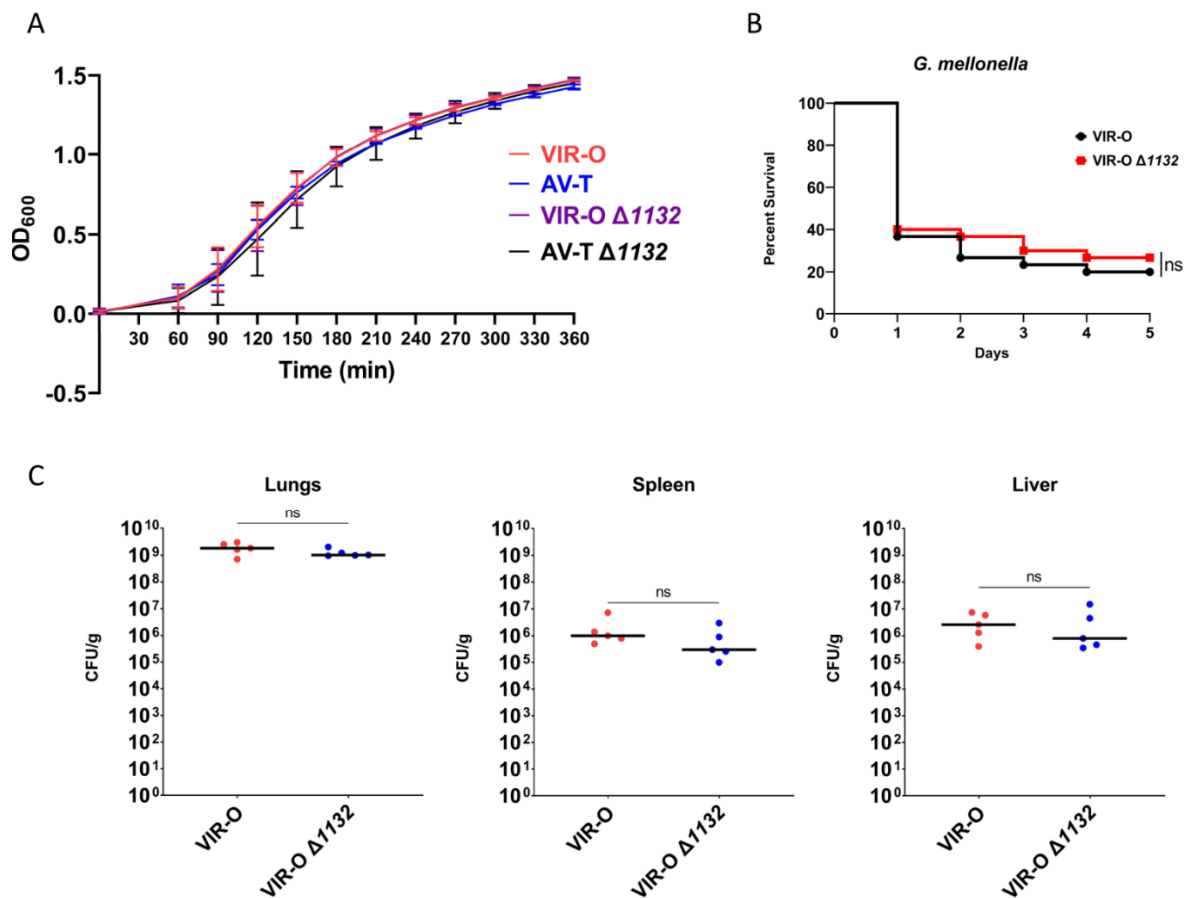 A
1.5
1.0
0.5
0.0
-0.5
OD600
30 60 90 120 150 180 210 240 270 300 330 360
Time (min)
VIR-O
AV-T
VIR-O Δ1132
AV-T Δ1132
B
G. mellonella
100
80
60
40
20
0
Percent Survival
0 1 2 3 4 5
Days
VIR-O
VIR-O Δ1132
ns
C
Lungs
ns
10^10
10^9
10^8
10^7
10^6
10^5
10^4
10^3
10^2
10^1
10^0
CFU/g
VIR-O
VIR-O Δ1132
Spleen
ns
10^10
10^9
10^8
10^7
10^6
10^5
10^4
10^3
10^2
10^1
10^0
CFU/g
VIR-O
VIR-O Δ1132
Liver
ns
10^10
10^9
10^8
10^7
10^6
10^5
10^4
10^3
10^2
10^1
10^0
CFU/g
VIR-O
VIR-O Δ1132